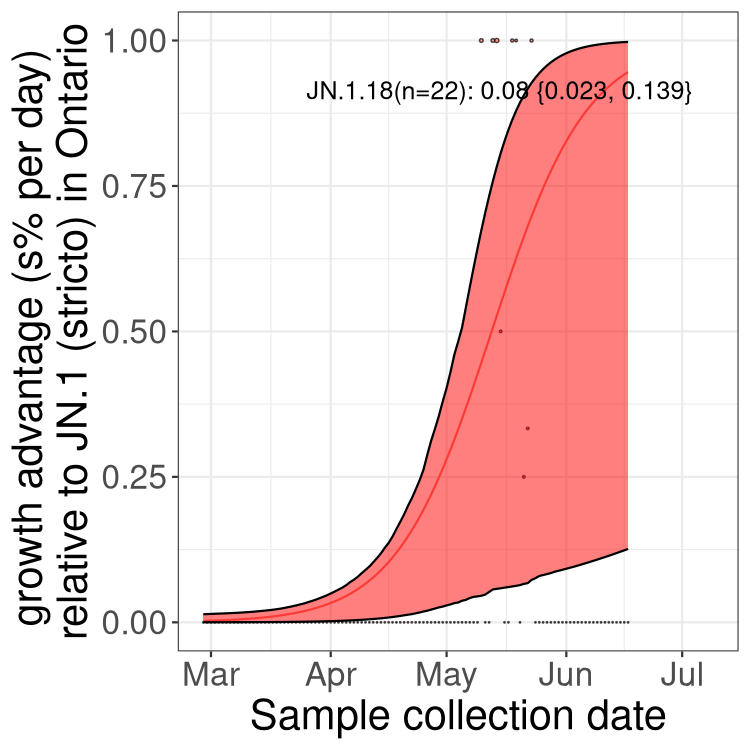 growth advantage (s% per day)
relative to JN.1 (stricto) in Ontario
1.00
0.75
0.50
0.25
0.00
JN.1.18(n=22): 0.08 {0.023, 0.139}
Mar Apr May Jun Jul
Sample collection date